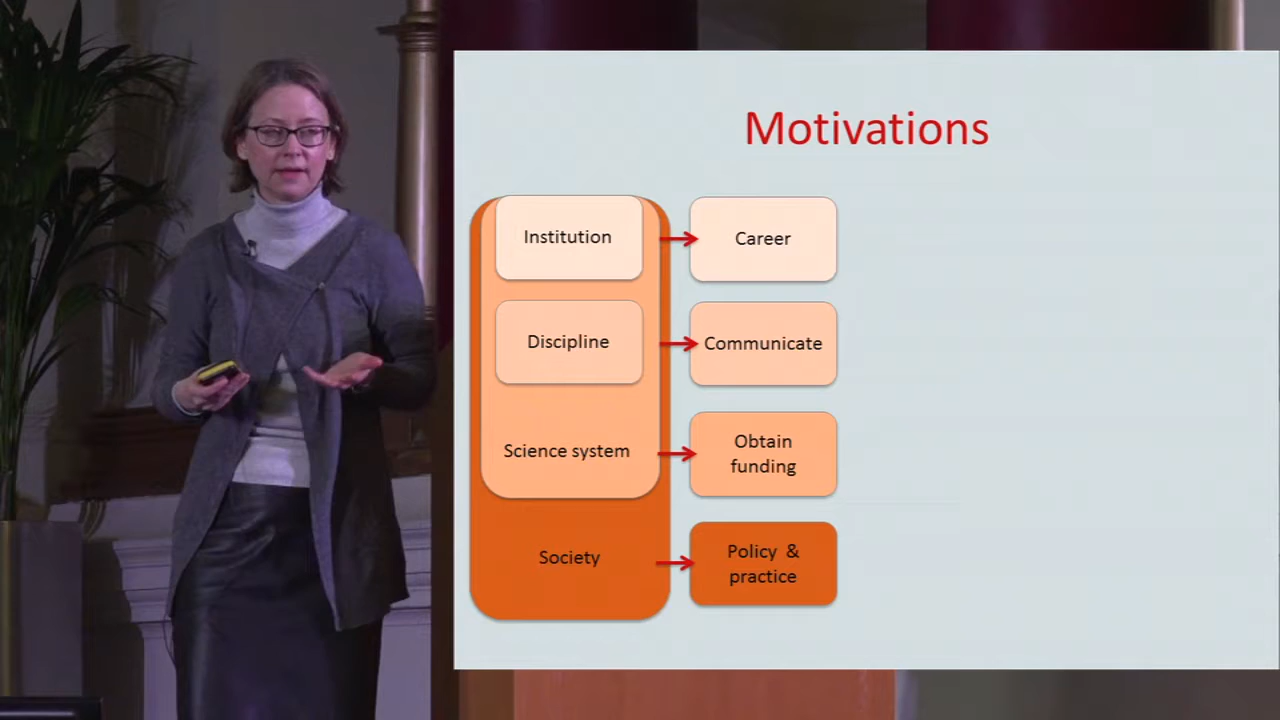 Motivations
Institution
Career
Discipline
Communicate
Science system
Obtain
funding
Society
Policy & 
practice